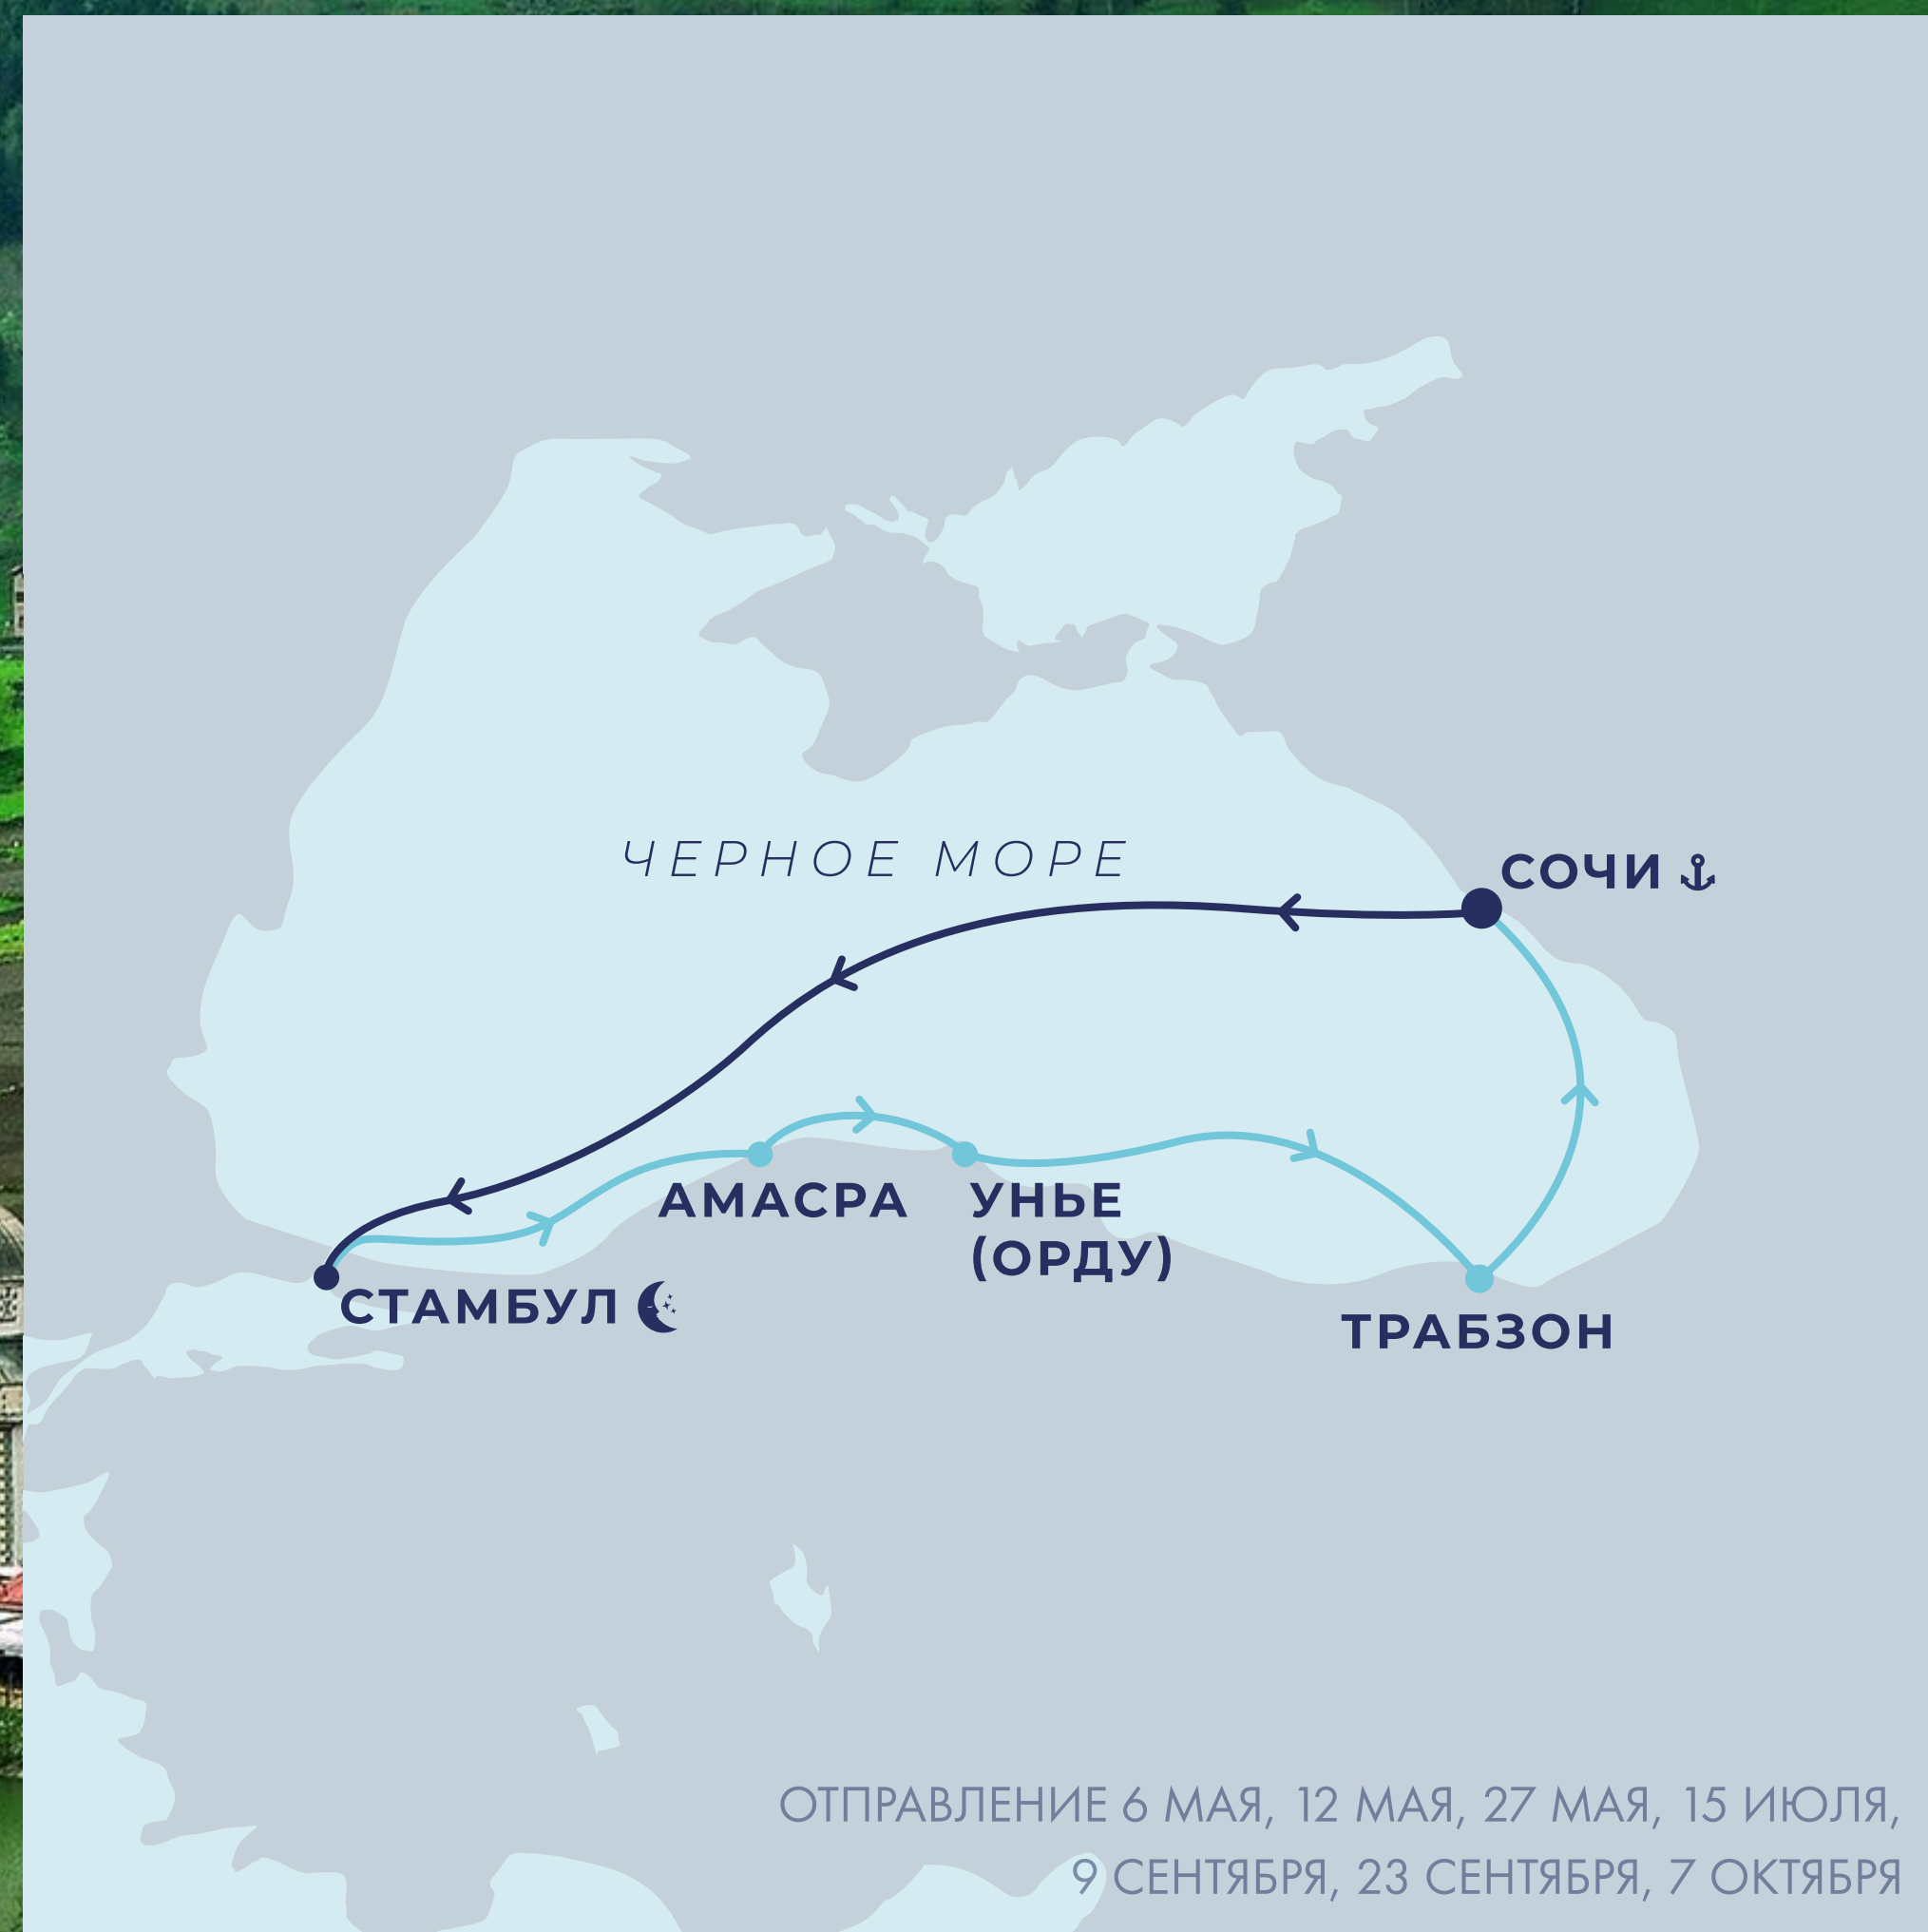 ЧЕРНОЕ МОРЕ
СОЧИ
АМАСРА
УНЬЕ
(ОРДУ)
СТАМБУЛ
ТРАБЗОН
ОТПРАВЛЕНИЕ 6 МАЯ, 12 МАЯ, 27 МАЯ, 15 ИЮЛЯ,
9 СЕНТЯБРЯ, 23 СЕНТЯБРЯ, 7 ОКТЯБРЯ